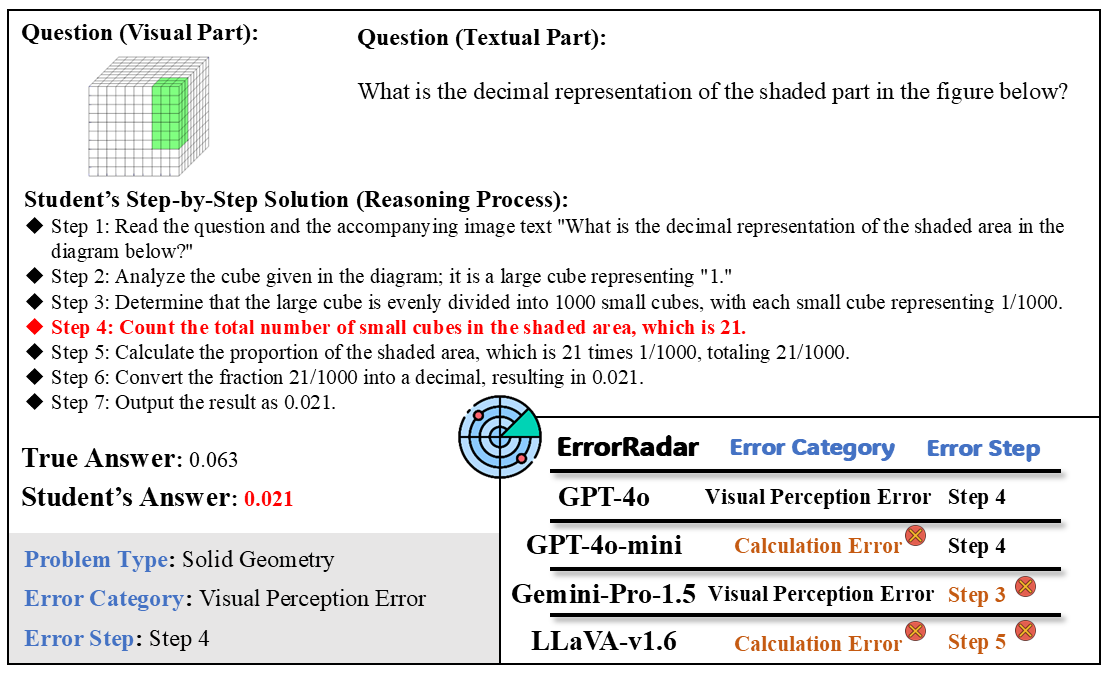 Question (Visual Part):
Question (Textual Part):
What is the decimal representation of the shaded part in the figure below?
Student’s Step-by-Step Solution (Reasoning Process):
Step 1: Read the question and the accompanying image text "What is the decimal representation of the shaded area in the
diagram below?"
Step 2: Analyze the cube given in the diagram; it is a large cube representing "1."
Step 3: Determine that the large cube is evenly divided into 1000 small cubes, with each small cube representing 1/1000.
Step 4: Count the total number of small cubes in the shaded area, which is 21.
Step 5: Calculate the proportion of the shaded area, which is 21 times 1/1000, totaling 21/1000.
Step 6: Convert the fraction 21/1000 into a decimal, resulting in 0.021.
Step 7: Output the result as 0.021.
True Answer: 0.063
Student’s Answer: 0.021
Problem Type: Solid Geometry
Error Category: Visual Perception Error
Error Step: Step 4
ErrorRadar Error Category Error Step
GPT-4o Visual Perception Error Step 4
GPT-4o-mini Calculation Error Step 4
Gemini-Pro-1.5 Visual Perception Error Step 3
LLaVA-v1.6 Calculation Error Step 5